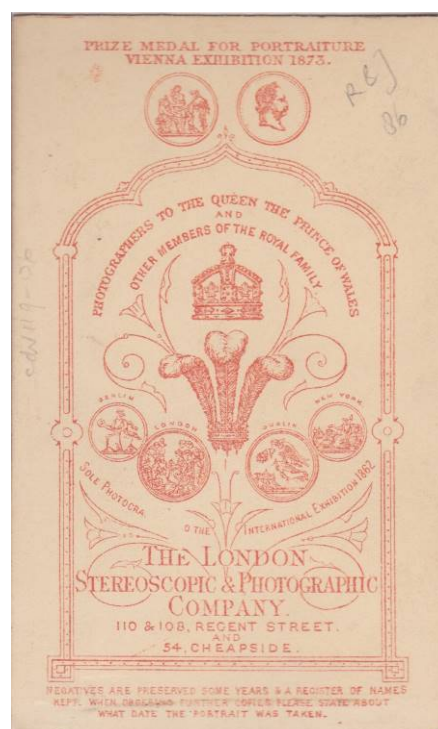 PRIZE MEDAL FOR PORTRAITURE
VIENNA EXHIBITION 1873.
PHOTOGRAPHERS TO THE QUEEN THE PRINCE OF WALES
AND
OTHER MEMBERS OF THE ROYAL FAMILY
BERLIN
LONDON
DUBLIN
NEW YORK
SOLE PHOTOGRA
O THE INTERNATIONAL EXHIBITION 1862
THE LONDON
STEREOSCOPIC & PHOTOGRAPHIC
COMPANY.
110 & 108, REGENT STREET.
AND
54, CHEAPSIDE.
NEGATIVES ARE PRESERVED SOME YEARS & A REGISTER OF NAMES
KEPT. WHEN ORDERING FURTHER COPIES PLEASE STATE ABOUT
WHAT DATE THE PORTRAIT WAS TAKEN.